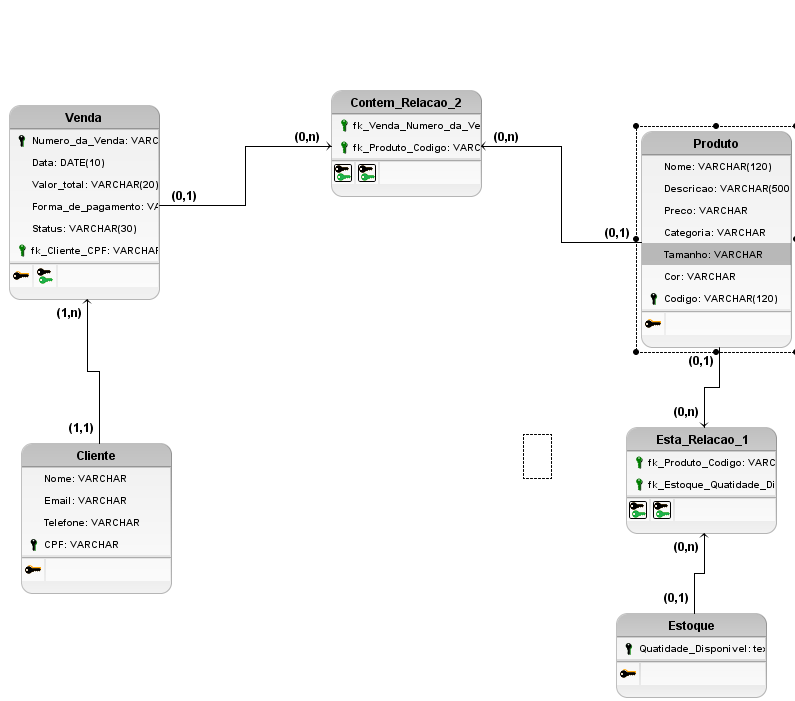 Contem_Relacao_2
fk_Venda_Numero_da_Ve
fk_Produto_Codigo: VARC
Venda
Numero_da_Venda: VARC
Data: DATE(10)
Valor_total: VARCHAR(20)
Forma_de_pagamento: VA
Status: VARCHAR(30)
fk_Cliente_CPF: VARCHAR
(0,n)
(0,n)
(0,1)
(0,1)
Produto
Nome: VARCHAR(120)
Descricao: VARCHAR(500
Preco: VARCHAR
Categoria: VARCHAR
Tamanho: VARCHAR
Cor: VARCHAR
Codigo: VARCHAR(120)
(1,n)
(1,1)
Cliente
Nome: VARCHAR
Email: VARCHAR
Telefone: VARCHAR
CPF: VARCHAR
(0,1)
(0,n)
Esta_Relacao_1
fk_Produto_Codigo: VARC
fk_Estoque_Quatidade_Di
(0,n)
(0,1)
Estoque
Quatidade_Disponivel: tex